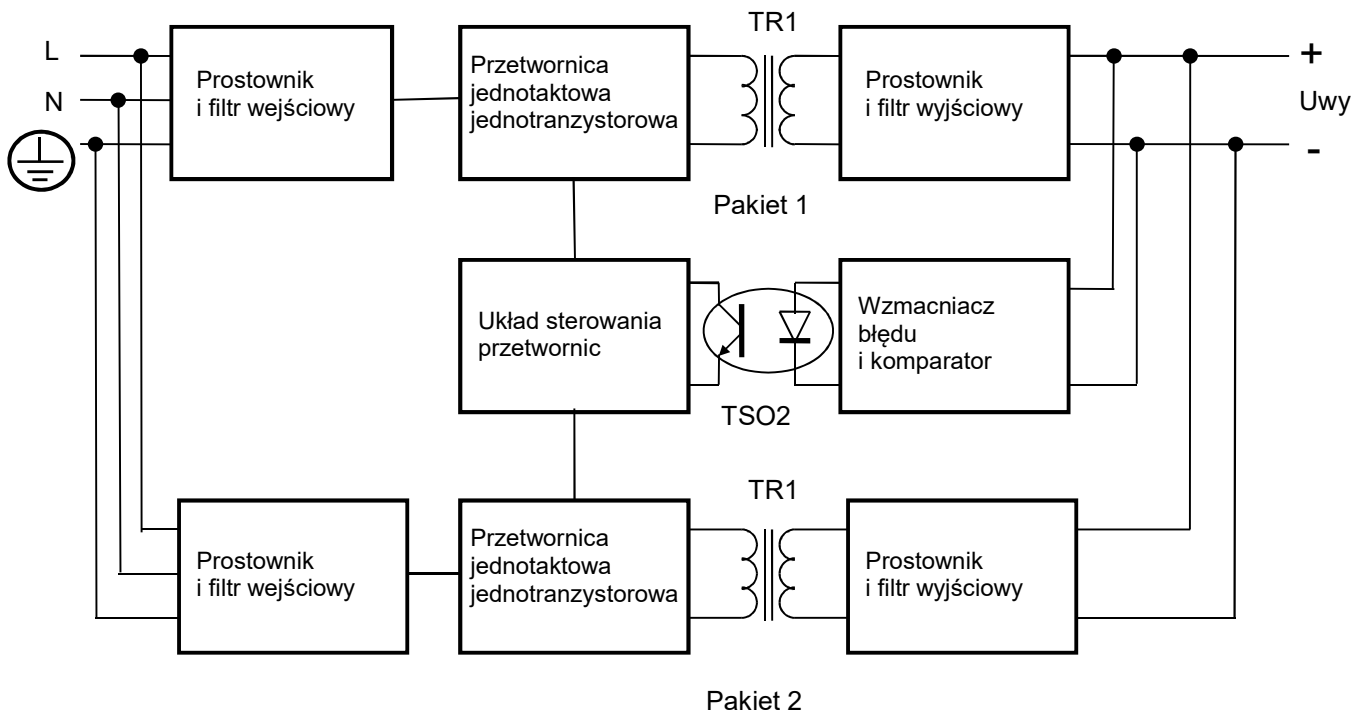 TR1
L
N
Prostownik
i filtr wejściowy
Przetwornica
jednotaktowa
jednotranzystorowa
Prostownik
i filtr wyjściowy
+
Uwy
-
Pakiet 1
Układ sterowania
przetwornic
TSO2
Wzmacniacz
błędu
i komparator
TR1
Prostownik
i filtr wejściowy
Przetwornica
jednotaktowa
jednotranzystorowa
Prostownik
i filtr wyjściowy
Pakiet 2